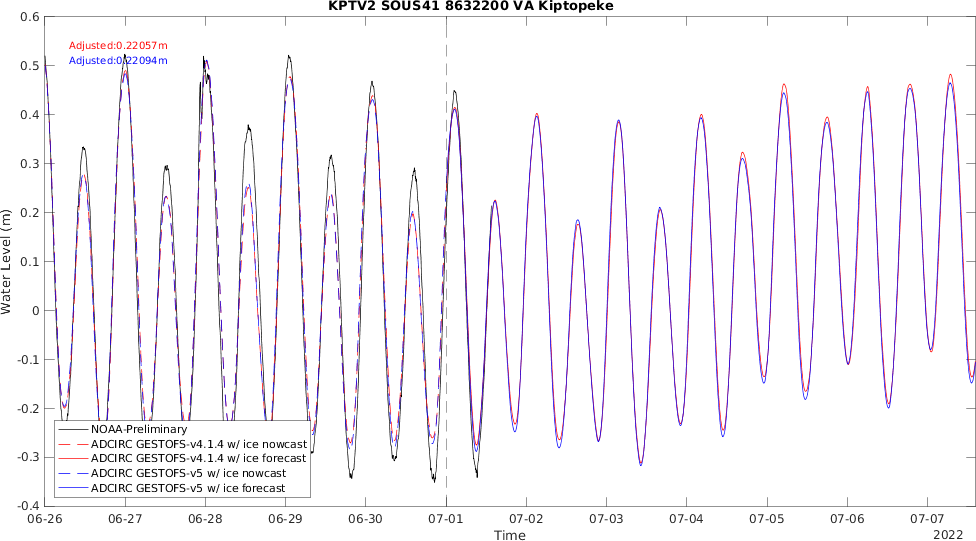 KPTV2 SOUS41 8632200 VA Kiptopeke
0.6
0.5
0.4
0.3
0.2
0.1
0
-0.1
-0.2
-0.3
-0.4
Water Level (m)
Adjusted:0.22057m
Adjusted:0.22094m
NOAA-Preliminary
ADCIRC GESTOFS-v4.1.4 w/ ice nowcast
ADCIRC GESTOFS-v4.1.4 w/ ice forecast
ADCIRC GESTOFS-v5 w/ ice nowcast
ADCIRC GESTOFS-v5 w/ ice forecast
06-26 06-27 06-28 06-29 06-30 07-01 07-02 07-03 07-04 07-05 07-06 07-07
Time
2022